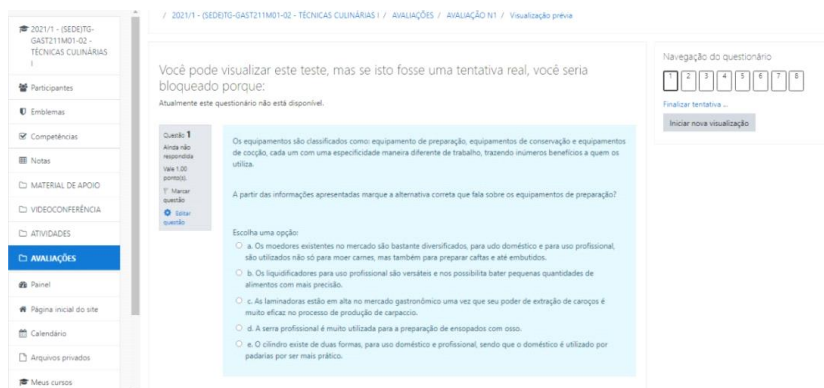 / 2021/1 - (SEDE)TG-GAST211M01-02 - TÉCNICAS CULINÁRIAS I / AVALIAÇÕES / AVALIAÇÃO N1 / Visualização prévia
2021/1 - (SEDE)TG-
GAST211M01-02 -
TÉCNICAS CULINÁRIAS
I
Participantes
Emblemas
Competências
Notas
MATERIAL DE APOIO
VIDEOCONFERÊNCIA
ATIVIDADES
AVALIAÇÕES
Painel
Página inicial do site
Calendário
Arquivos privados
Meus cursos
Você pode visualizar este teste, mas se isto fosse uma tentativa real, você seria
bloqueado porque:
Atualmente este questionário não está disponível.
Questão 1
Ainda não
respondida
Vale 1,00
ponto(s).
Marcar
questão
Editar
questão
Os equipamentos são classificados como: equipamento de preparação, equipamentos de conservação e equipamentos
de cocção, cada um com uma especificidade maneira diferente de trabalho, trazendo inúmeros benefícios a quem os
utiliza.
A partir das informações apresentadas marque a alternativa correta que fala sobre os equipamentos de preparação?
Escolha uma opção:
a. Os moedores existentes no mercado são bastante diversificados, para udo doméstico e para uso profissional,
são utilizados não só para moer carnes, mas também para preparar caftas e até embutidos.
b. Os liquidificadores para uso profissional são versáteis e nos possibilita bater pequenas quantidades de
alimentos com mais precisão.
c. As laminadoras estão em alta no mercado gastronômico uma vez que seu poder de extração de caroços é
muito eficaz no processo de produção de carpaccio.
d. A serra profissional é muito utilizada para a preparação de ensopados com osso.
e. O cilindro existe de duas formas, para uso doméstico e profissional, sendo que o doméstico é utilizado por
padarias por ser mais prático.
Navegação do questionário
1 2 3 4 5 6 7 8
Finalizar tentativa ...
Iniciar nova visualização